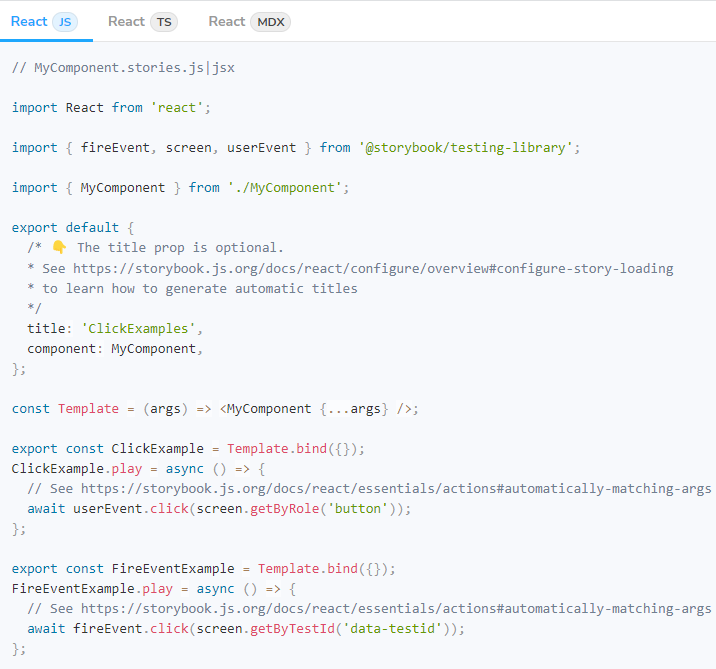 React JS React TS React MDX
// MyComponent.stories.js|jsx
import React from 'react';
import { fireEvent, screen, userEvent } from '@storybook/testing-library';
import { MyComponent } from './MyComponent';
export default {
/* 👇 The title prop is optional.
* See https://storybook.js.org/docs/react/configure/overview#configure-story-loading
* to learn how to generate automatic titles
*/
title: 'ClickExamples',
component: MyComponent,
};
const Template = (args) => <MyComponent {...args} />;
export const ClickExample = Template.bind({});
ClickExample.play = async () => {
// See https://storybook.js.org/docs/react/essentials/actions#automatically-matching-args
await userEvent.click(screen.getByRole('button'));
};
export const FireEventExample = Template.bind({});
FireEventExample.play = async () => {
// See https://storybook.js.org/docs/react/essentials/actions#automatically-matching-args
await fireEvent.click(screen.getByTestId('data-testid'));
};